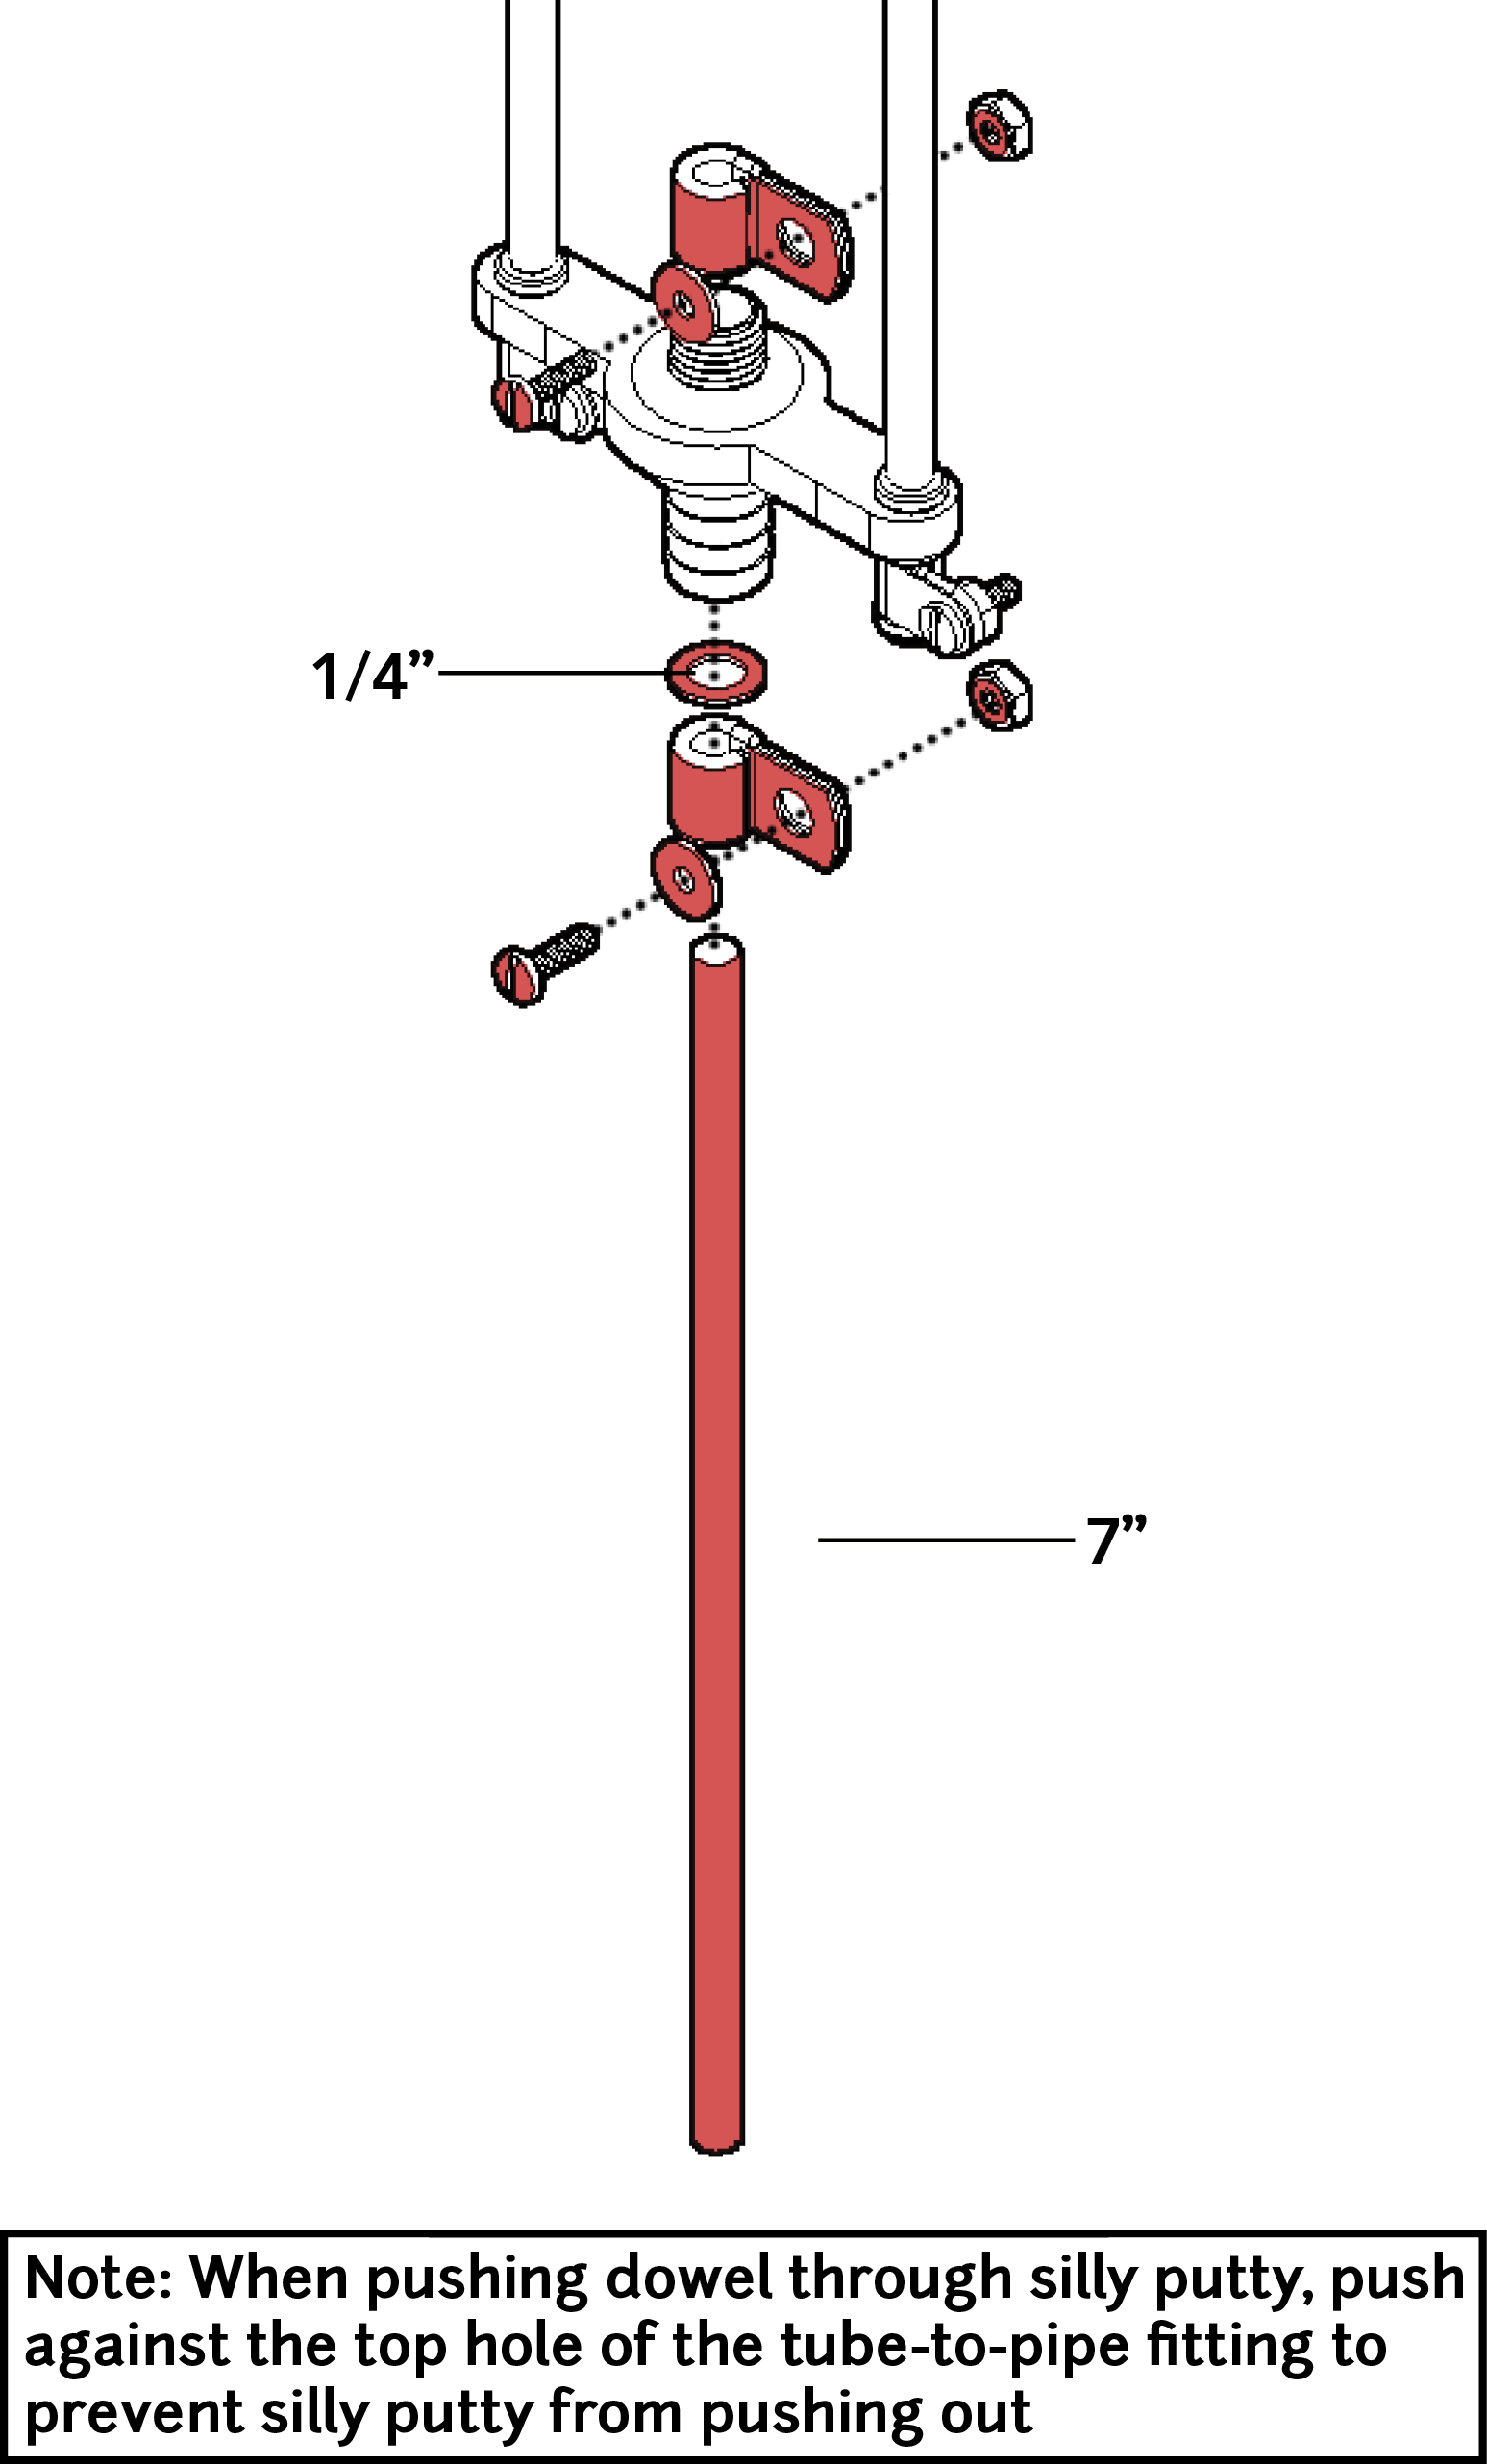 1/4”
7”
Note: When pushing dowel through silly putty, push
against the top hole of the tube-to-pipe fitting to
prevent silly putty from pushing out